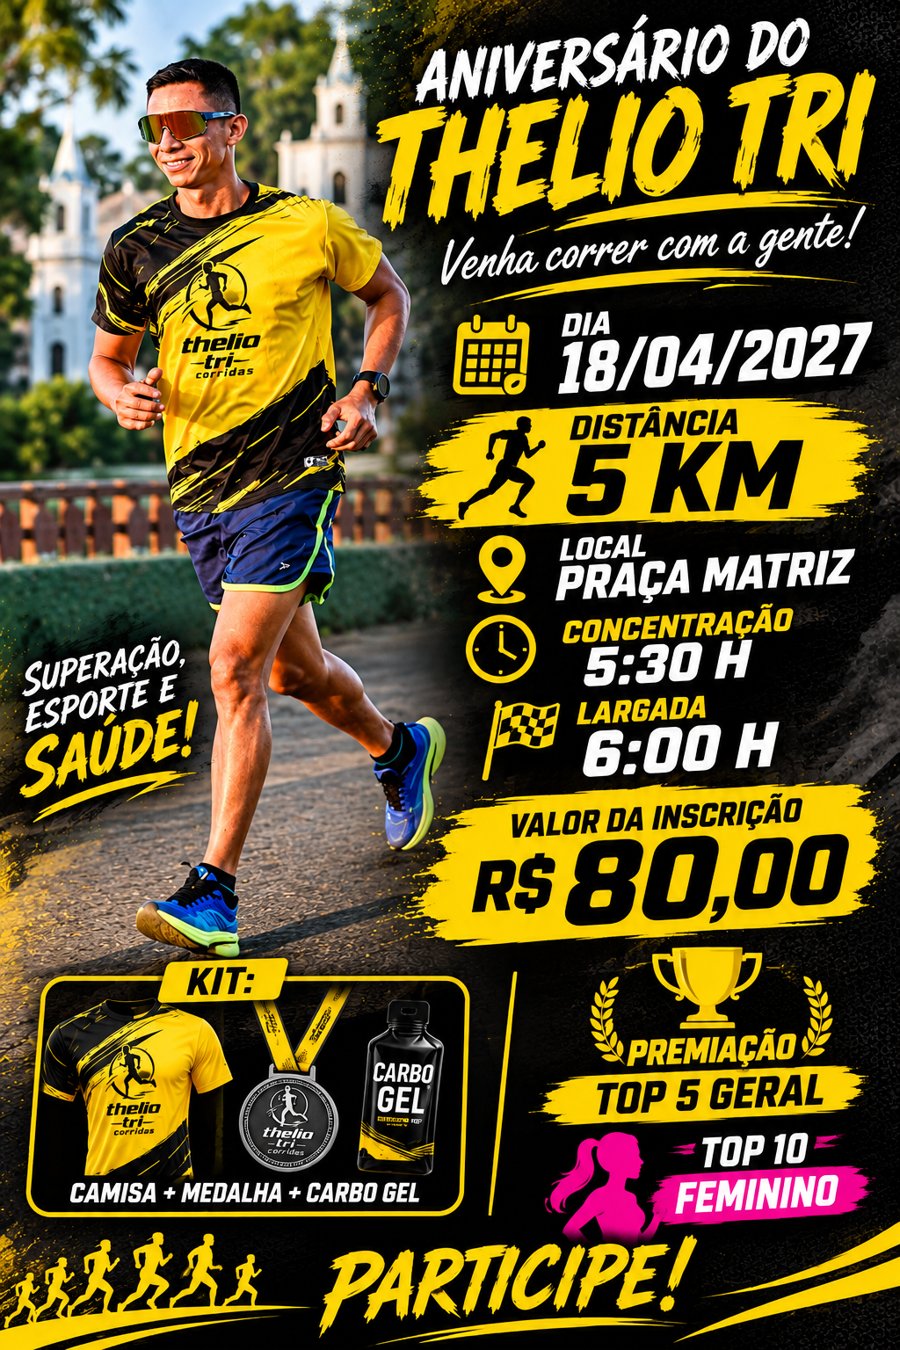 ANIVERSÁRIO DO
THELIO TRI
Venha correr com a gente!
DIA
18/04/2027
DISTÂNCIA
5 KM
LOCAL
PRAÇA MATRIZ
CONCENTRAÇÃO
5:30 H
LARGADA
6:00 H
VALOR DA INSCRIÇÃO
R$ 80,00
thelio
tri
corridas
SUPERAÇÃO,
ESPORTE E
SAÚDE!
KIT:
thelio
tri
corridas
thelio
tri
corridas
CARBO
GEL
CAMISA + MEDALHA + CARBO GEL
PREMIAÇÃO
TOP 5 GERAL
TOP 10
FEMININO
PARTICIPE!